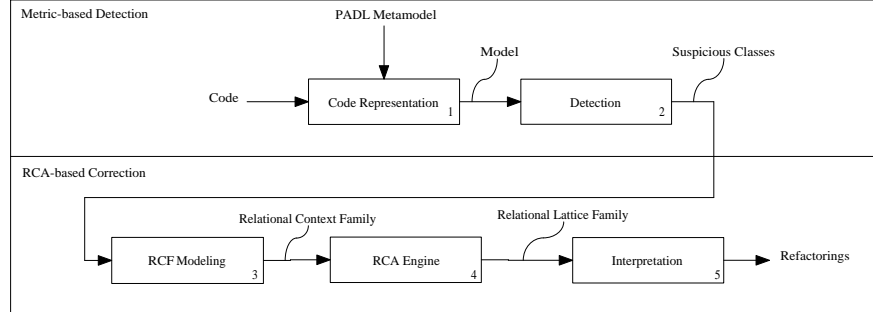 Metric-based Detection
PADL Metamodel
Model
Suspicious Classes
Code
Code Representation
1
Detection
2
RCA-based Correction
Relational Context Family
Relational Lattice Family
RCF Modeling
3
RCA Engine
4
Interpretation
5
Refactorings